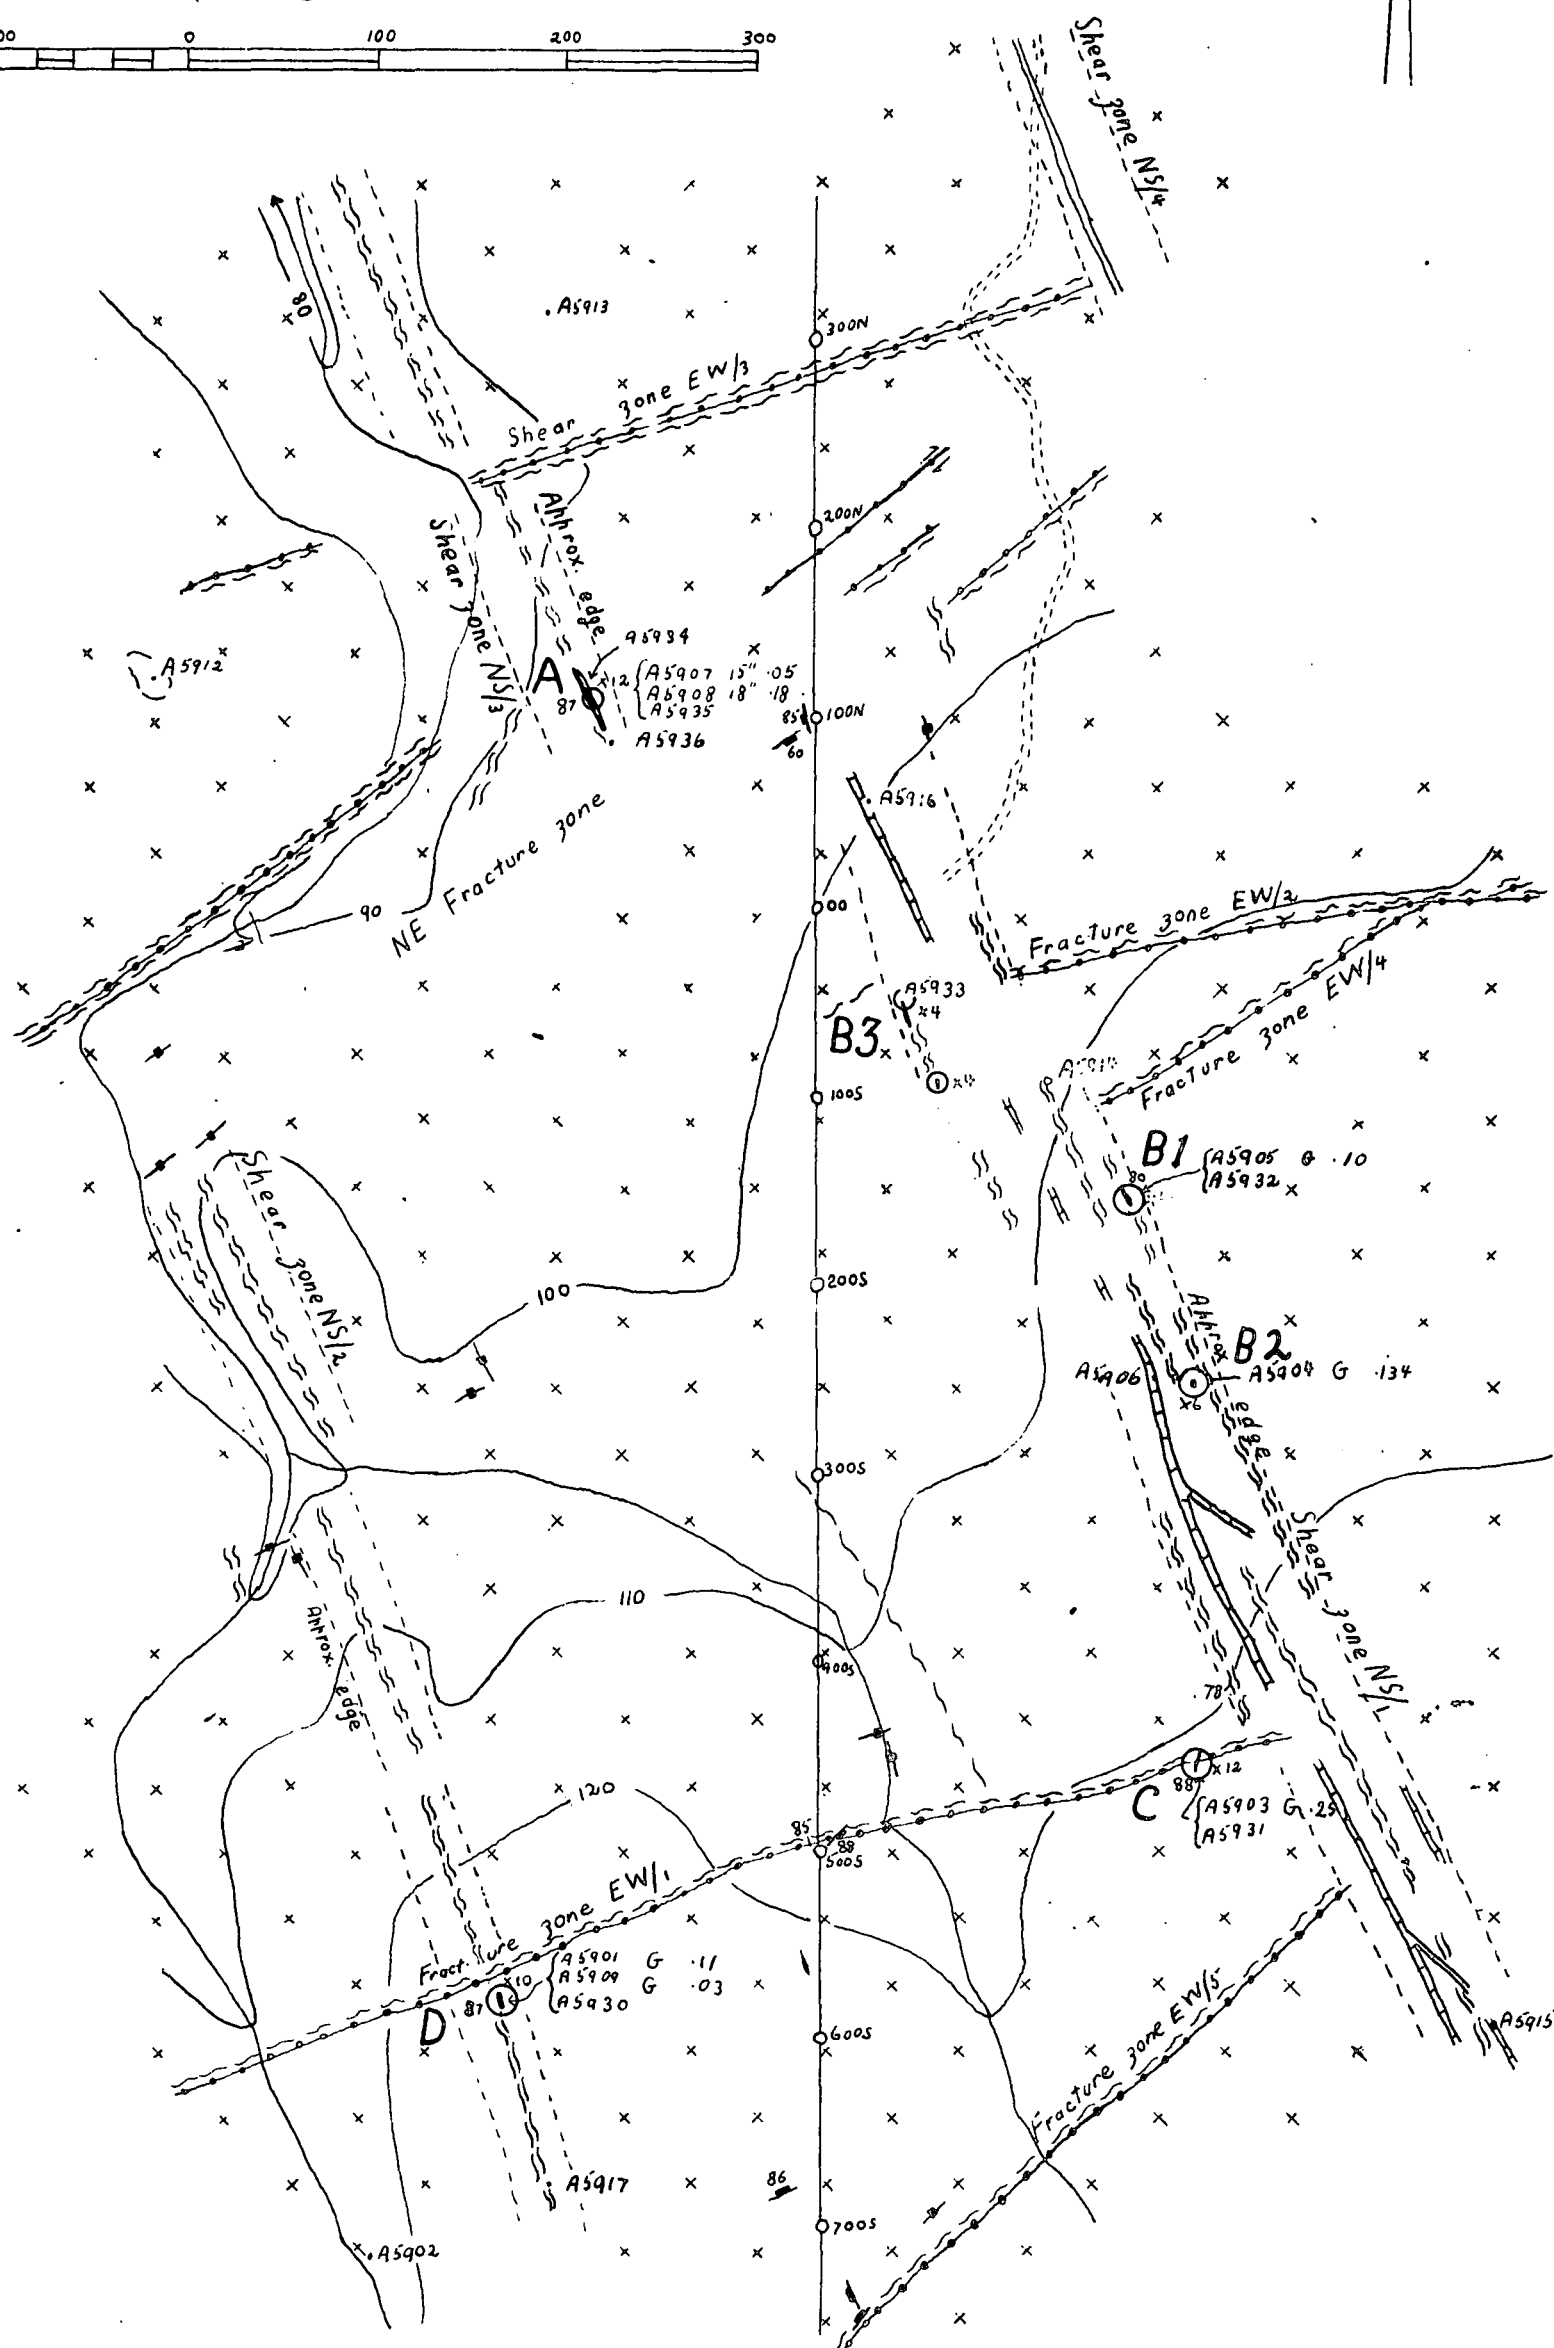 0 100 200 300
Shear zone NS/4
80
A5913
300N
Shear zone EW/3
200N
Approx. edge
Shear zone NS/3
A5912
A5934
A
87
x12
A5907 15" .05
A5908 18" .18
A5935
A5936
85
100N
60
A5916
NE Fracture zone
90
00
Fracture zone EW/2
Fracture zone EW/4
A5933
x4
B3
x4
100S
B1
80
A5905 G .10
A5932
Shear zone NS/2
200S
100
Approx edge
B2
A5906
A5904 G .134
x6
300S
Shear zone NS/1
110
Approx. edge
400S
.78
120
x12
88
C
A5903 G .25
A5931
85
88
500S
Fracture zone EW/1
A5901 G .11
A5909 G .03
A5930
x10
87
D
600S
Fracture zone EW/5
A5915
A5917
86
700S
A5902